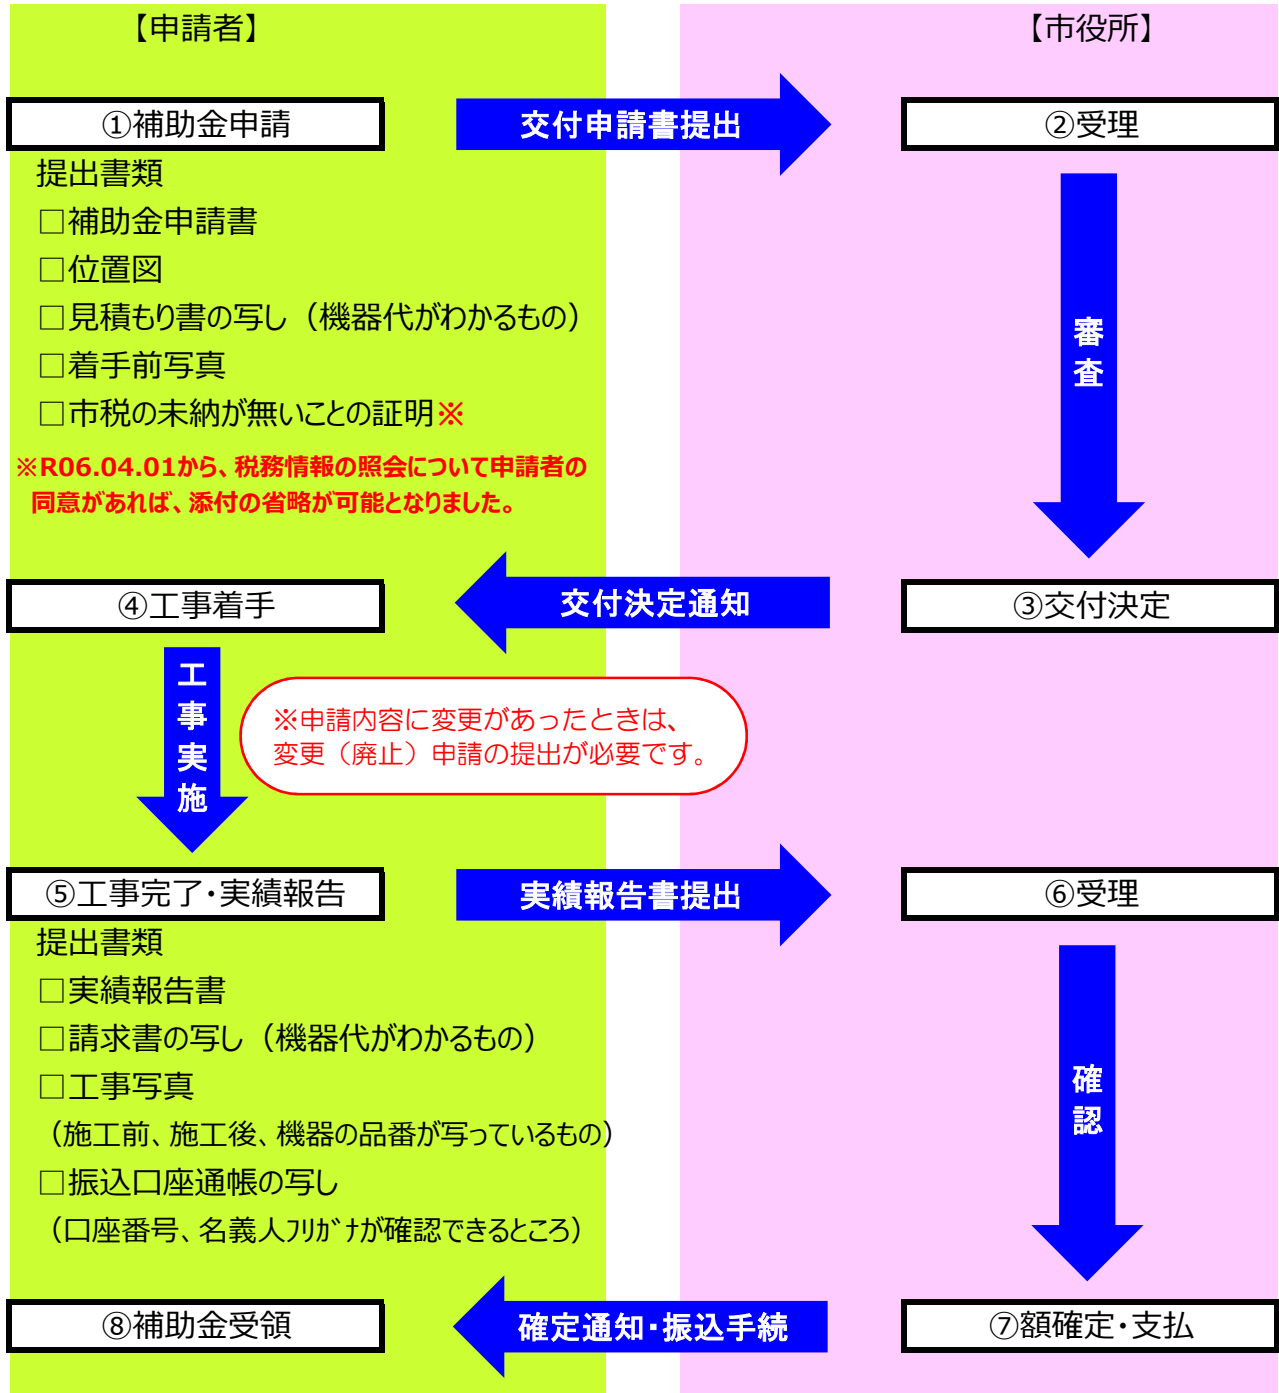 【申請者】
【市役所】
①補助金申請
交付申請書提出
②受理
提出書類
□補助金申請書
□位置図
□見積もり書の写し（機器代がわかるもの）
□着手前写真
□市税の未納が無いことの証明※
※R06.04.01から、税務情報の照会について申請者の
同意があれば、添付の省略が可能となりました。
審査
④工事着手
交付決定通知
③交付決定
工事実施
※申請内容に変更があったときは、
変更（廃止）申請の提出が必要です。
⑤工事完了・実績報告
実績報告書提出
⑥受理
提出書類
□実績報告書
□請求書の写し（機器代がわかるもの）
□工事写真
（施工前、施工後、機器の品番が写っているもの）
□振込口座通帳の写し
（口座番号、名義人ﾌﾘｶﾞﾅが確認できるところ）
確認
⑧補助金受領
確定通知・振込手続
⑦額確定・支払